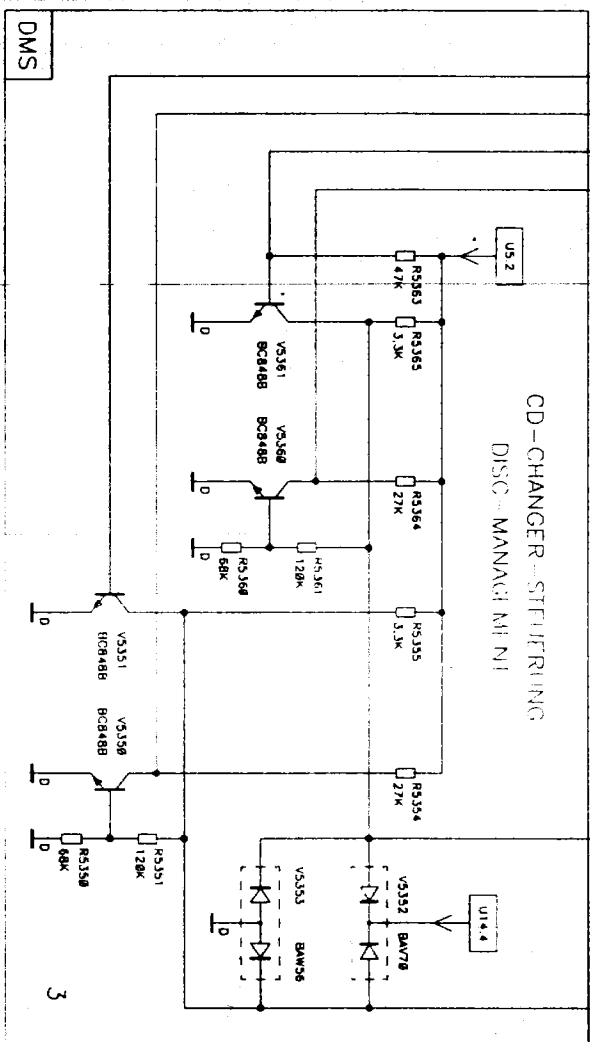 DMS
U5.2
R5363
47K
R5365
3.3K
V5361
BC848B
D
CD-CHANGER-STEUERUNG
DISC-MANAGEMENT
V5360
BC848B
D
R5364
27K
R5361
120K
R5360
68K
D
V5351
BC848B
D
R5355
3.3K
V5350
BC848B
D
R5354
27K
R5351
120K
R5350
68K
D
V5353
BAW56
D
V5352
BAV70
U14.4
3